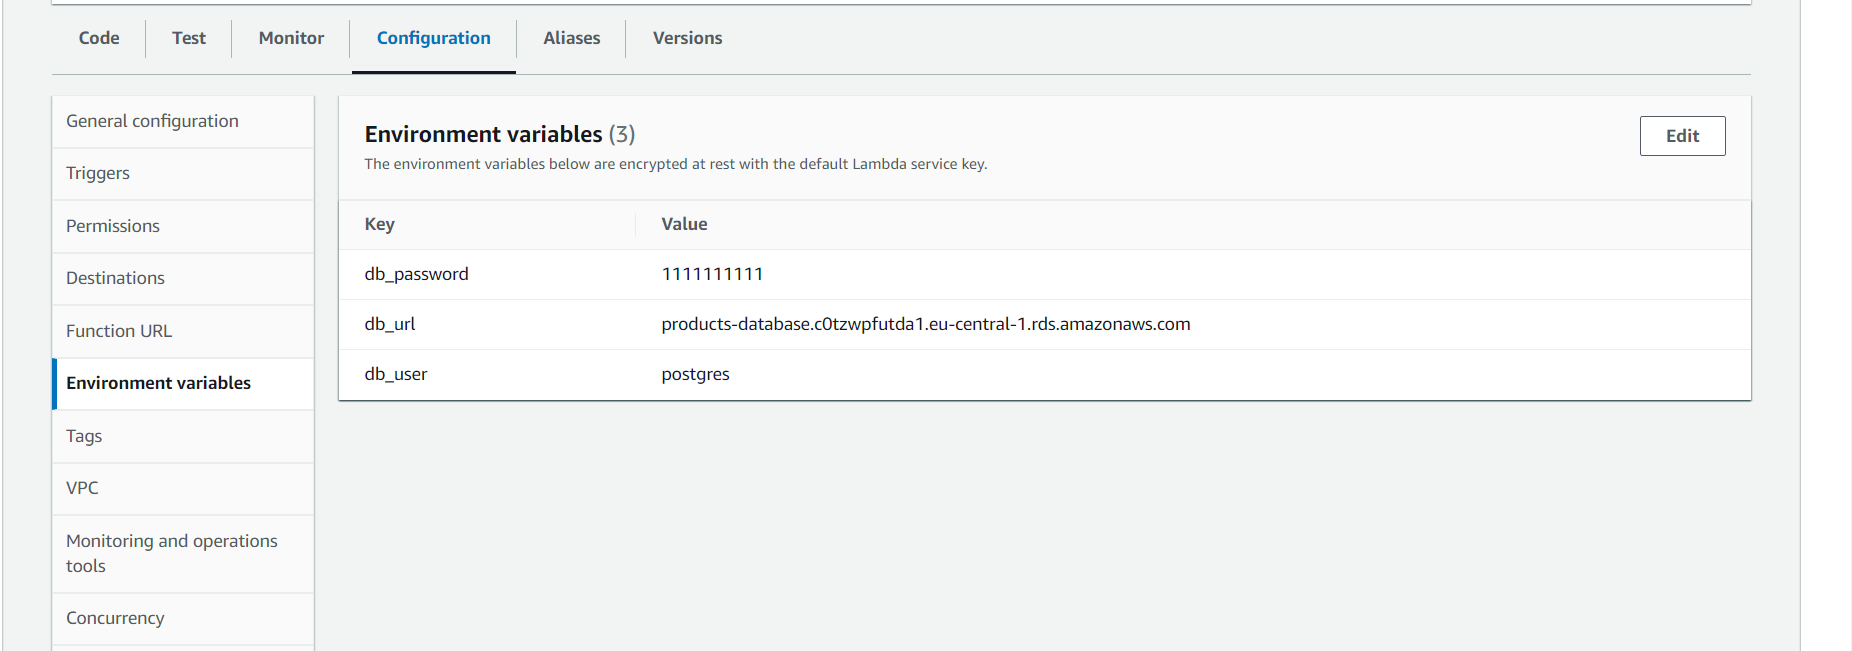 Code Test Monitor Configuration Aliases Versions
General configuration
Triggers
Permissions
Destinations
Function URL
Environment variables
Tags
VPC
Monitoring and operations
tools
Concurrency
Environment variables (3)
Edit
The environment variables below are encrypted at rest with the default Lambda service key.
Key Value
db_password 1111111111
db_url products-database.c0tzwpfutda1.eu-central-1.rds.amazonaws.com
db_user postgres